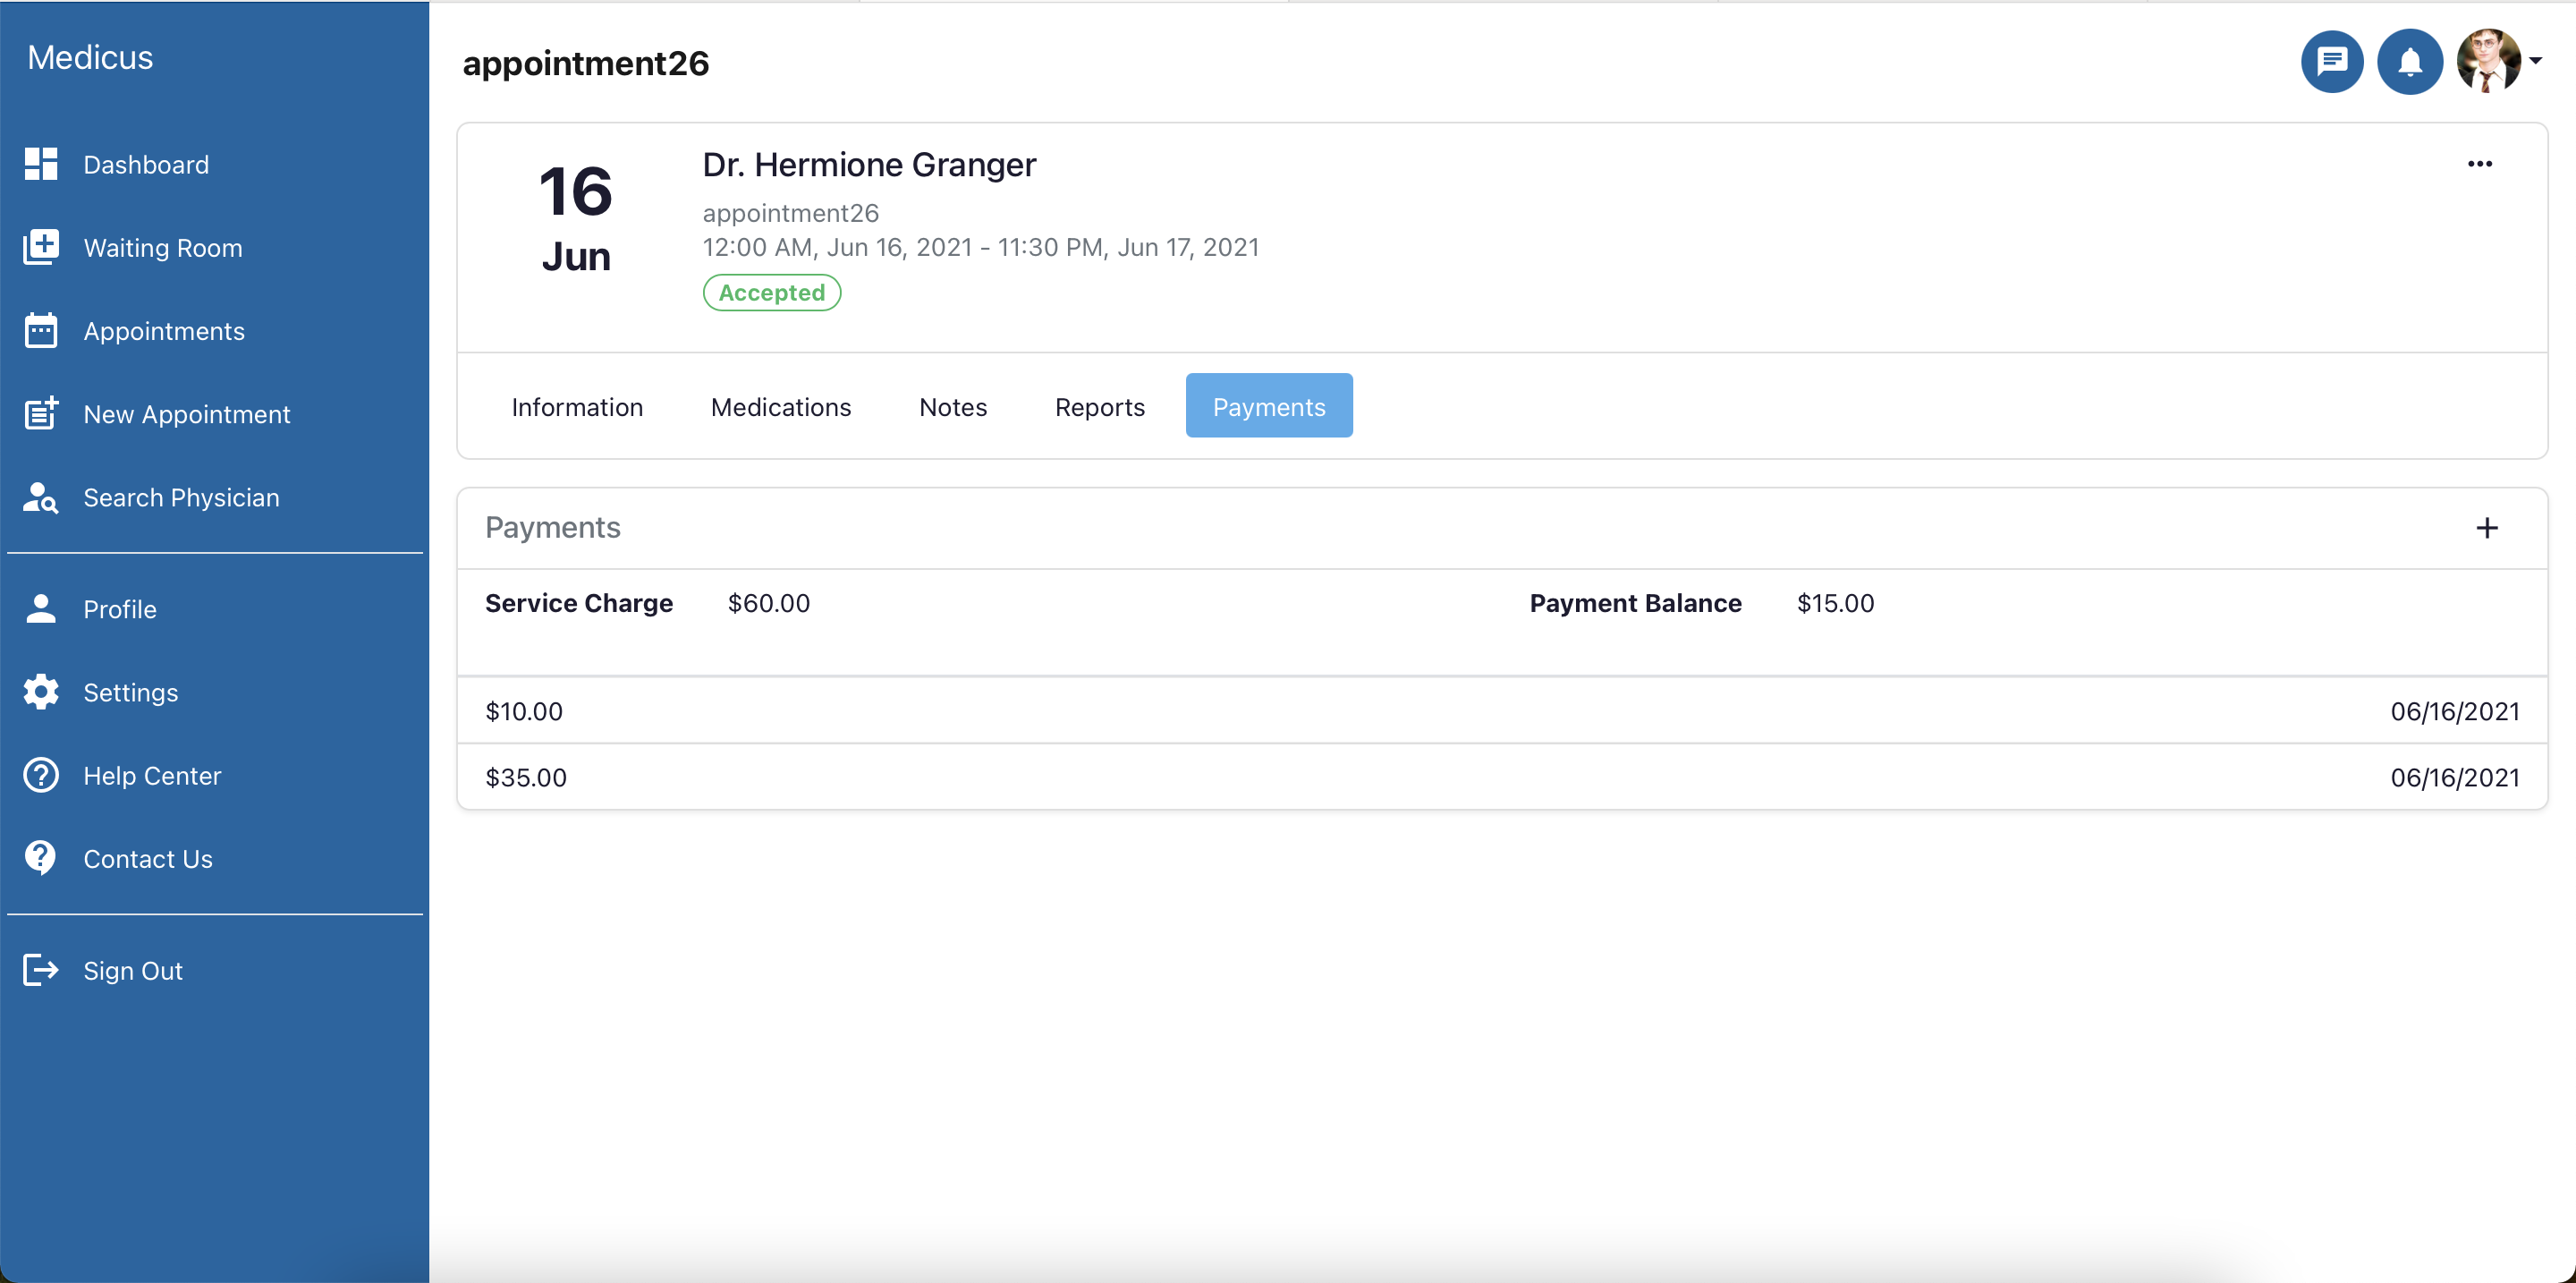 Medicus
Dashboard
Waiting Room
Appointments
New Appointment
Search Physician
Profile
Settings
Help Center
Contact Us
Sign Out
appointment26
16
Jun
Dr. Hermione Granger
appointment26
12:00 AM, Jun 16, 2021 - 11:30 PM, Jun 17, 2021
Accepted
Information Medications Notes Reports Payments
Payments
Service Charge $60.00 Payment Balance $15.00
$10.00 06/16/2021
$35.00 06/16/2021